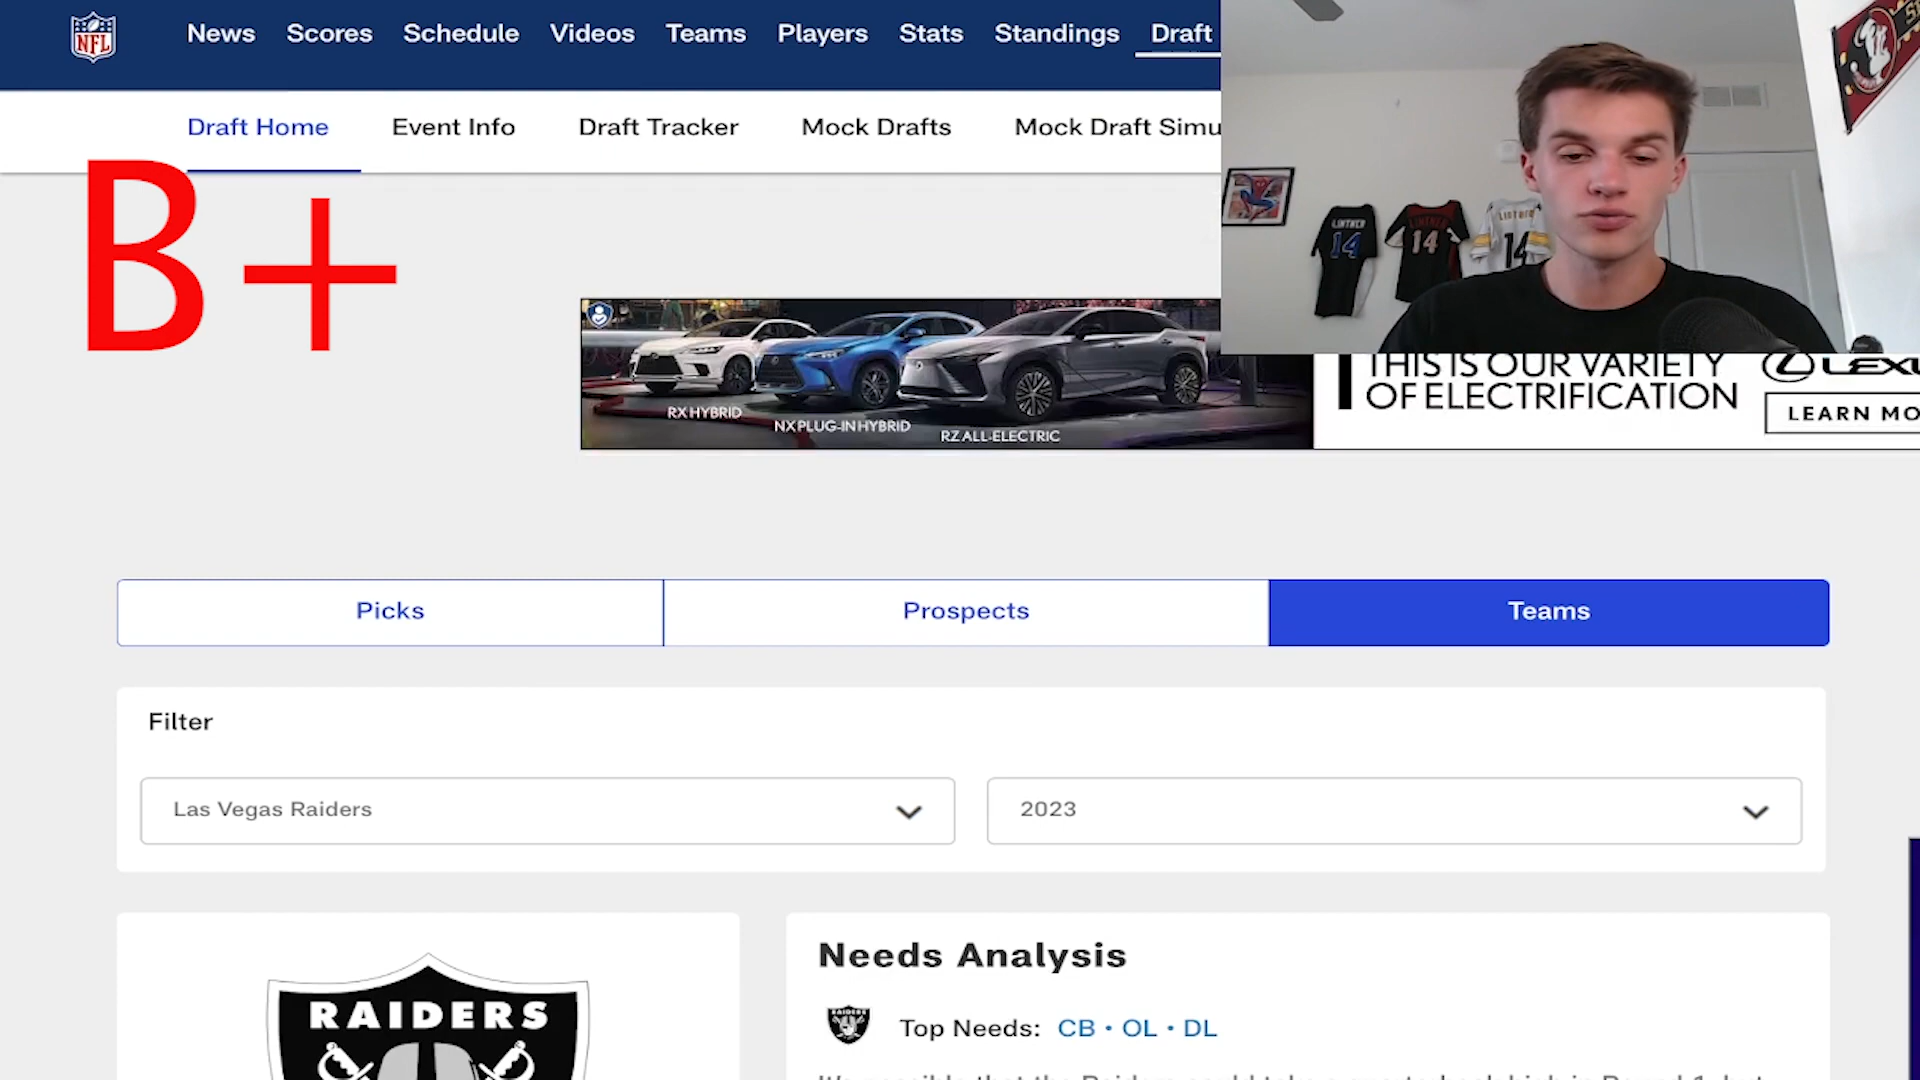 NFL
News Scores Schedule Videos Teams Players Stats Standings Draft
Draft Home Event Info Draft Tracker Mock Drafts Mock Draft Simu
B+
LINTNER
14
LINTNER
14
14
RX HYBRID
NX PLUG-IN HYBRID
RZ ALL-ELECTRIC
THIS IS OUR VARIETY
OF ELECTRIFICATION
LEXU
LEARN MO
Picks Prospects Teams
Filter
Las Vegas Raiders 2023
RAIDERS
Needs Analysis
RAIDERS
Top Needs: CB • OL • DL